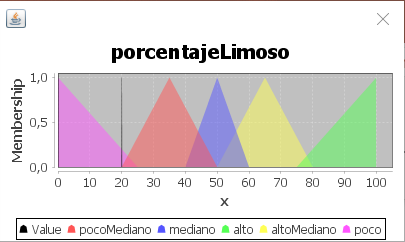 porcentajeLimoso
Membership
1,0
0,5
0,0
0 10 20 30 40 50 60 70 80 90 100
x
Value pocoMediano mediano alto altoMediano poco